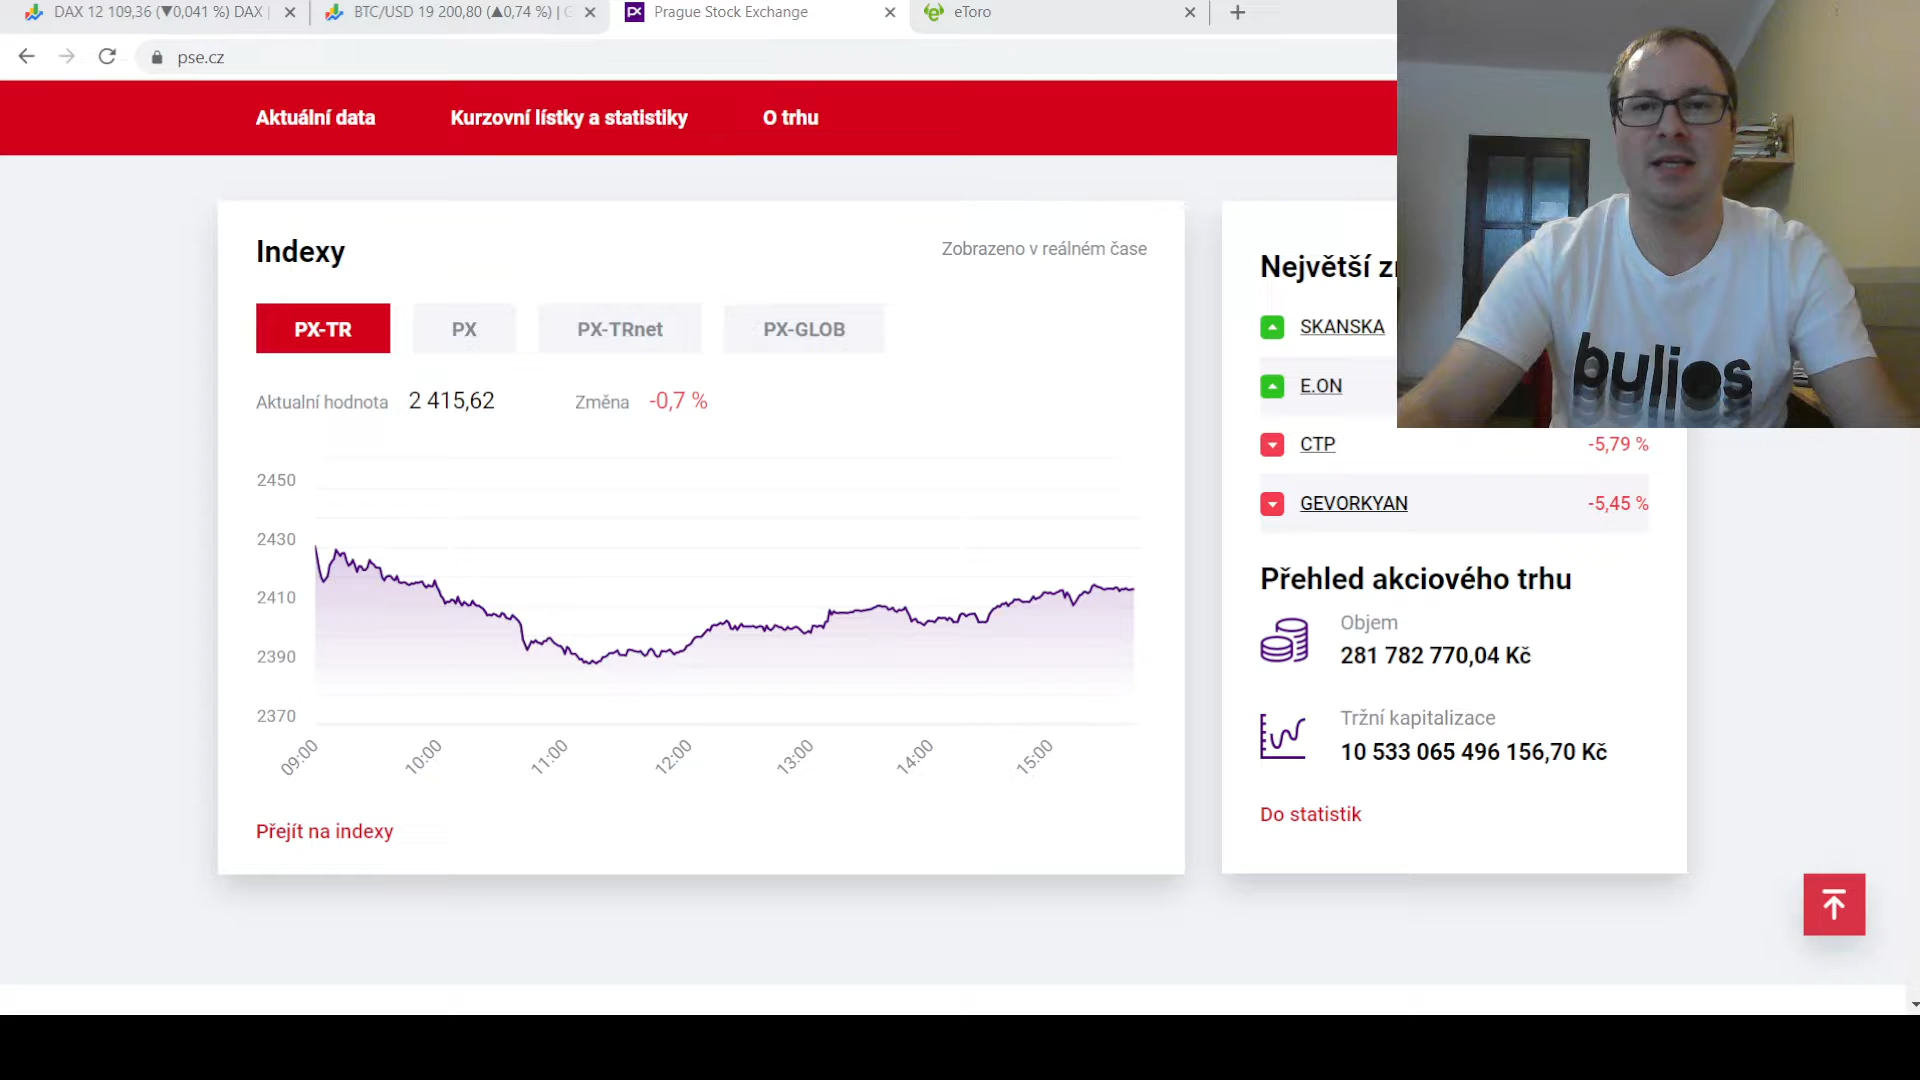 DAX 12 109,36 (▼0,041 %) DAX |
BTC/USD 19 200,80 (▲0,74 %) | G
Prague Stock Exchange
eToro
pse.cz
Aktuální data
Kurzovní lístky a statistiky
O trhu
Indexy
Zobrazeno v reálném čase
PX-TR
PX
PX-TRnet
PX-GLOB
Aktualní hodnota 2 415,62
Změna -0,7 %
2450
2430
2410
2390
2370
09:00
10:00
11:00
12:00
13:00
14:00
15:00
Přejít na indexy
Největší
SKANSKA
E.ON
CTP -5,79 %
GEVORKYAN -5,45 %
Přehled akciového trhu
Objem
281 782 770,04 Kč
Tržní kapitalizace
10 533 065 496 156,70 Kč
Do statistik
bulios